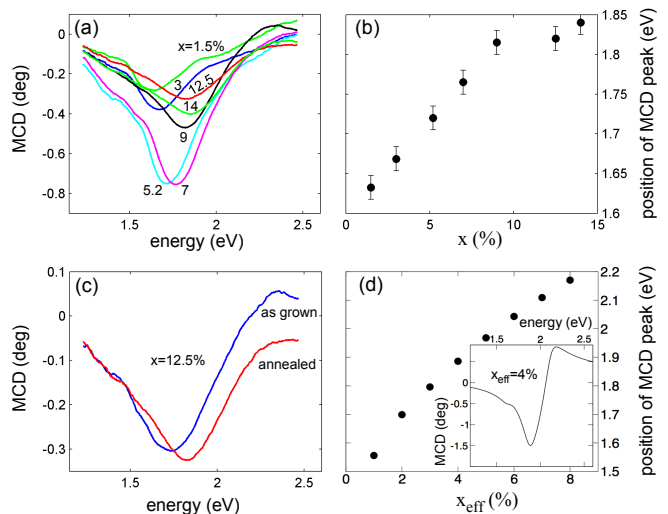 (a)
x=1.5%
3
12.5
14
9
5.2
7
0
-0.2
-0.4
-0.6
-0.8
MCD (deg)
1.5
2
2.5
energy (eV)
(b)
1.85
1.8
1.75
1.7
1.65
1.6
position of MCD peak (eV)
0
5
10
15
x (%)
(c)
as grown
x=12.5%
annealed
0.1
0
-0.1
-0.2
-0.3
MCD (deg)
1.5
2
2.5
energy (eV)
(d)
2.2
2.1
2
1.9
1.8
1.7
1.6
1.5
position of MCD peak (eV)
energy (eV)
1.5
2
2.5
x_eff=4%
0.5
0
-0.5
-1
-1.5
MCD (deg)
0
2
4
6
8
x_eff (%)